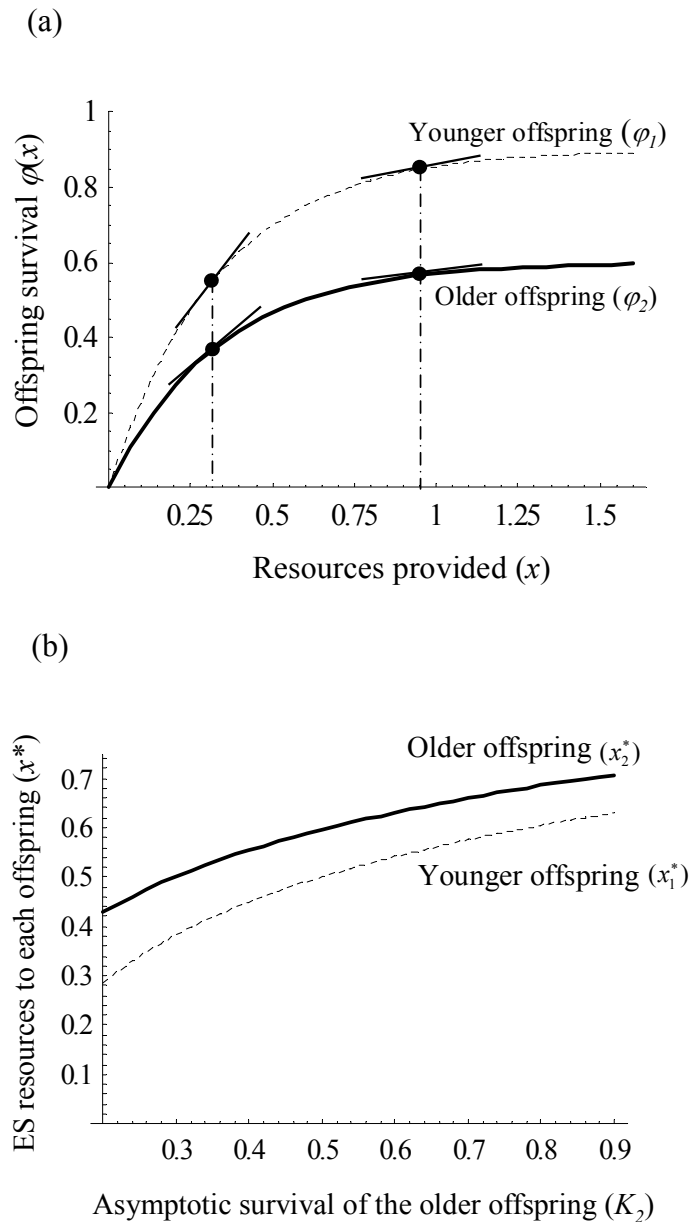 (a)
Offspring survival φ(x)
1
0.8
0.6
0.4
0.2
Younger offspring (φ₁)
Older offspring (φ₂)
0.25 0.5 0.75 1 1.25 1.5
Resources provided (x)
(b)
ES resources to each offspring (x*)
0.7
0.6
0.5
0.4
0.3
0.2
0.1
Older offspring (x₂*)
Younger offspring (x₁*)
0.3 0.4 0.5 0.6 0.7 0.8 0.9
Asymptotic survival of the older offspring (K₂)